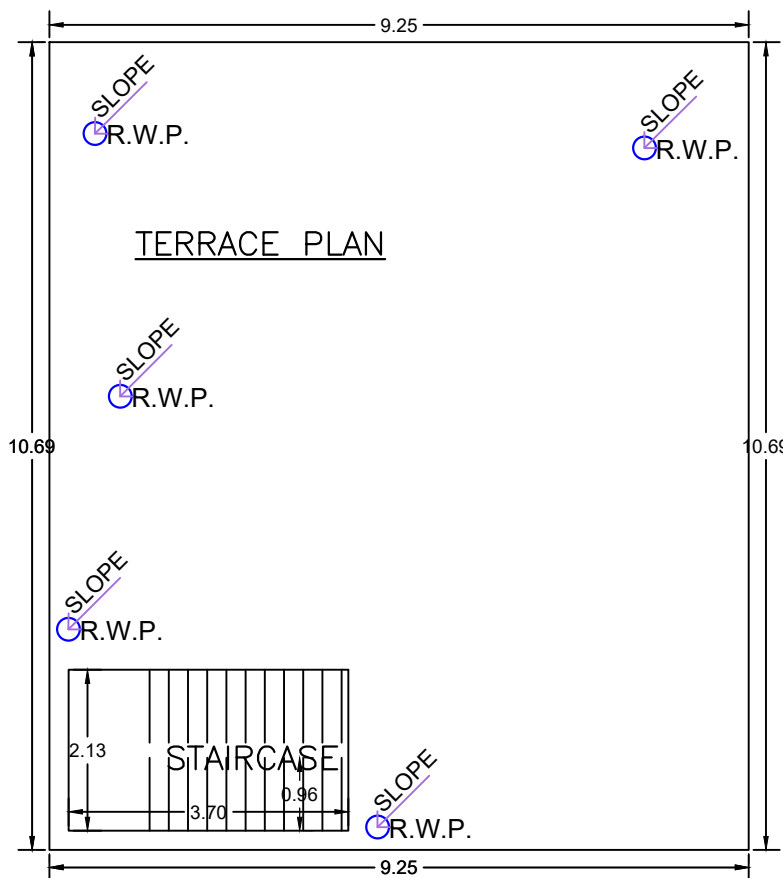 9.25
SLOPE
R.W.P.
SLOPE
R.W.P.
TERRACE PLAN
SLOPE
R.W.P.
10.69
10.69
SLOPE
R.W.P.
2.13
STAIRCASE
0.96
3.70
SLOPE
R.W.P.
9.25